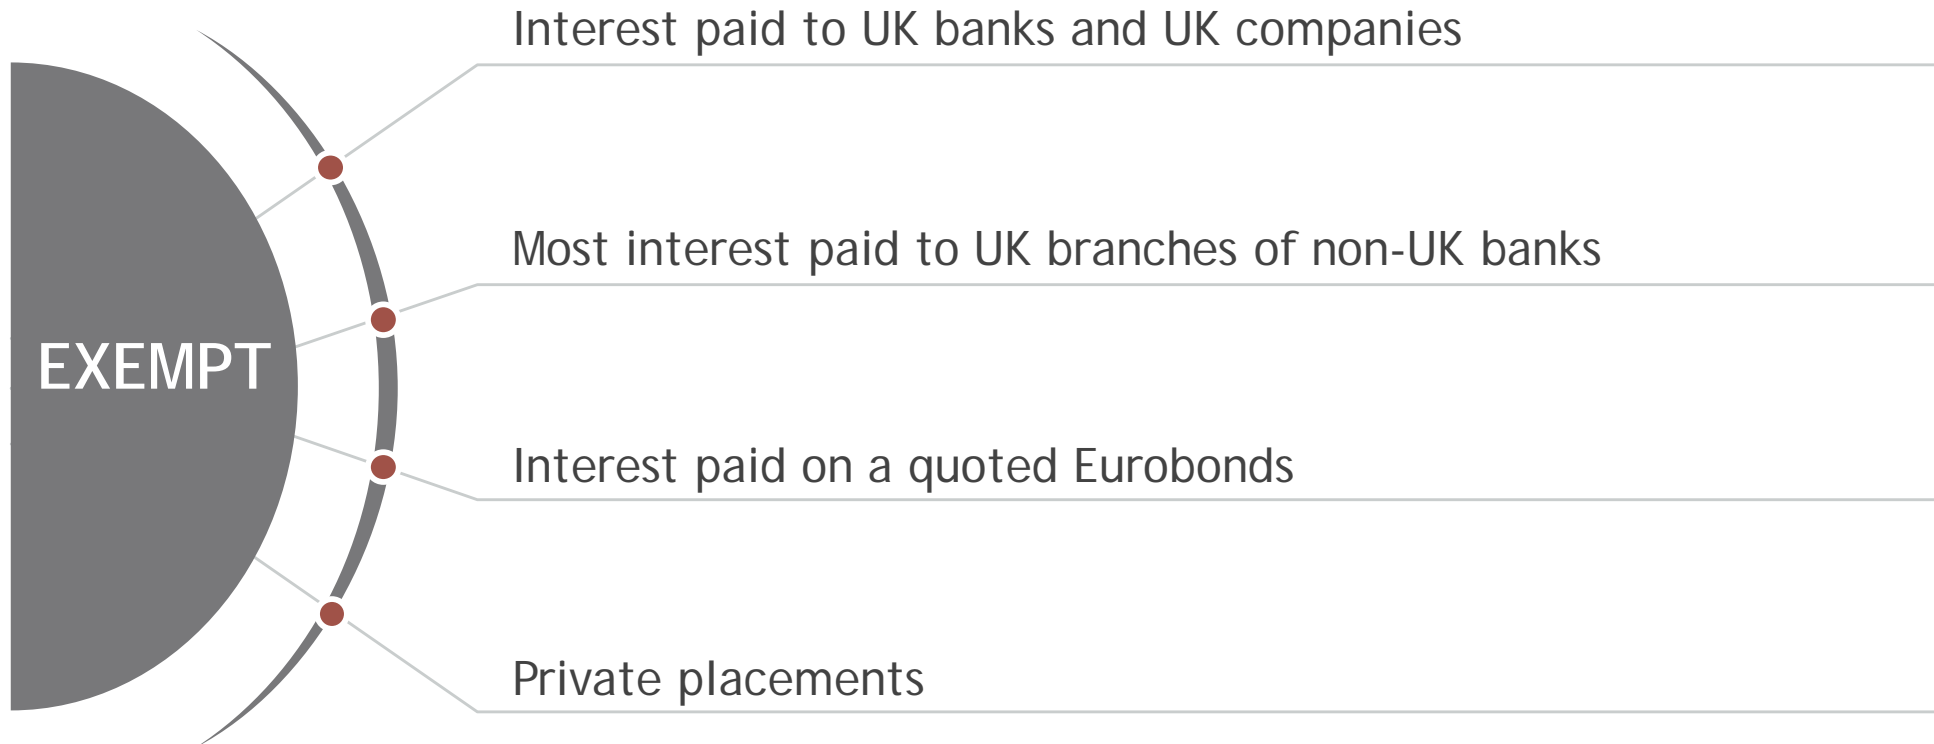 Interest paid to UK banks and UK companies
Most interest paid to UK branches of non-UK banks
EXEMPT
Interest paid on a quoted Eurobonds
Private placements